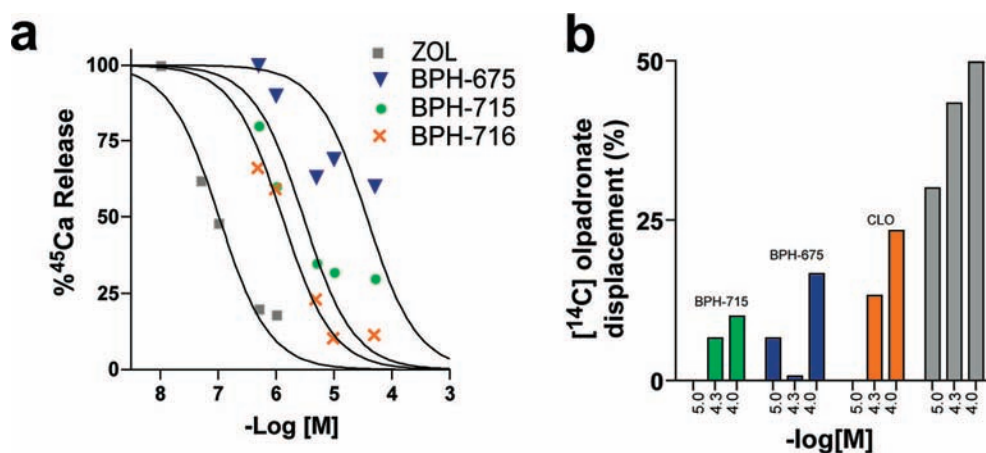 a
ZOL
BPH-675
BPH-715
BPH-716
100
75
50
25
0
%⁴⁵Ca Release
8 7 6 5 4 3
-Log [M]
b
[¹⁴C] olpadronate
displacement (%)
50
25
0
BPH-715
BPH-675
CLO
5.0 4.3 4.0 5.0 4.3 4.0 5.0 4.3 4.0 5.0 4.3 4.0
-log[M]